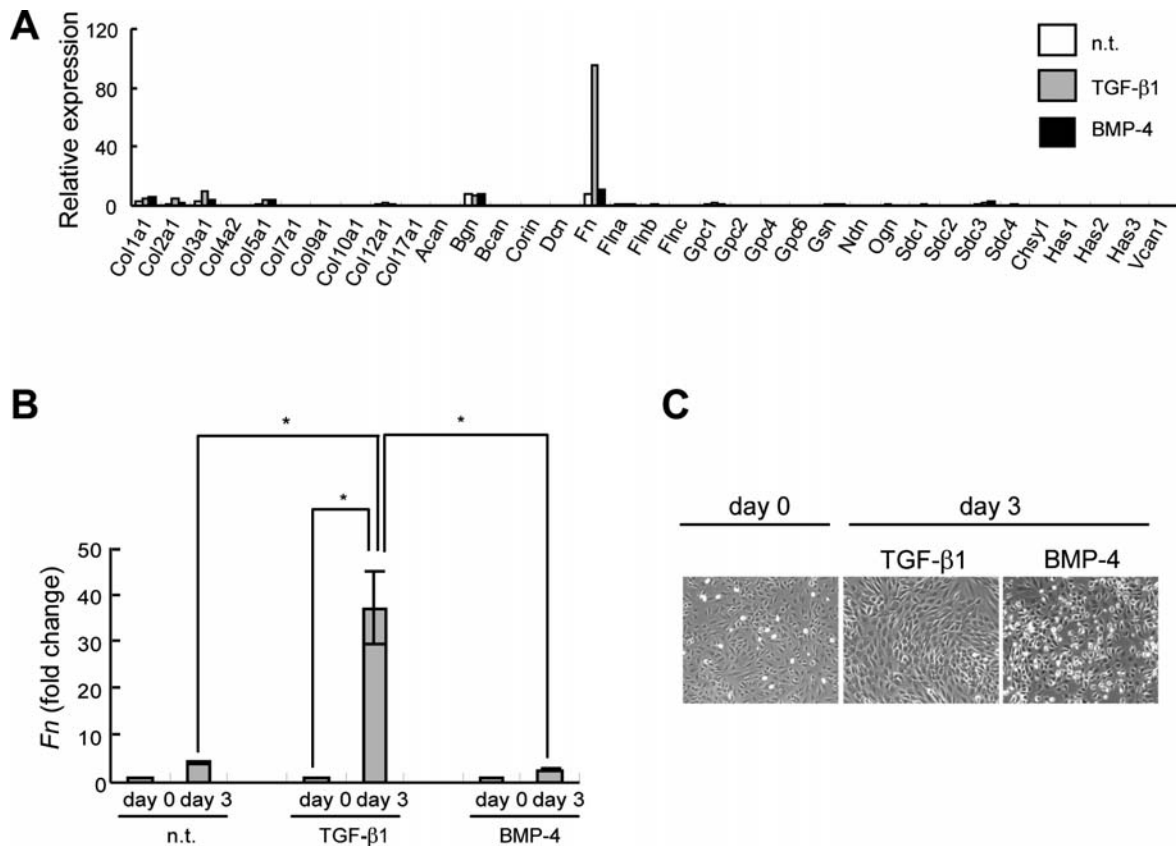 A
Relative expression
120
80
40
0
n.t.
TGF-β1
BMP-4
Col1a1
Col2a1
Col3a1
Col4a2
Col5a1
Col7a1
Col9a1
Col10a1
Col12a1
Col17a1
Acan
Bgn
Bcan
Corin
Dcn
Fn
Flna
Flnb
Flnc
Gpc1
Gpc2
Gpc4
Gpc6
Gsn
Ndn
Ogn
Sdc1
Sdc2
Sdc3
Sdc4
Chsy1
Has1
Has2
Has3
Vcan1
B
*
*
*
Fn (fold change)
50
40
30
20
10
0
day 0 day 3
day 0 day 3
day 0 day 3
n.t.
TGF-β1
BMP-4
C
day 0
day 3
TGF-β1
BMP-4